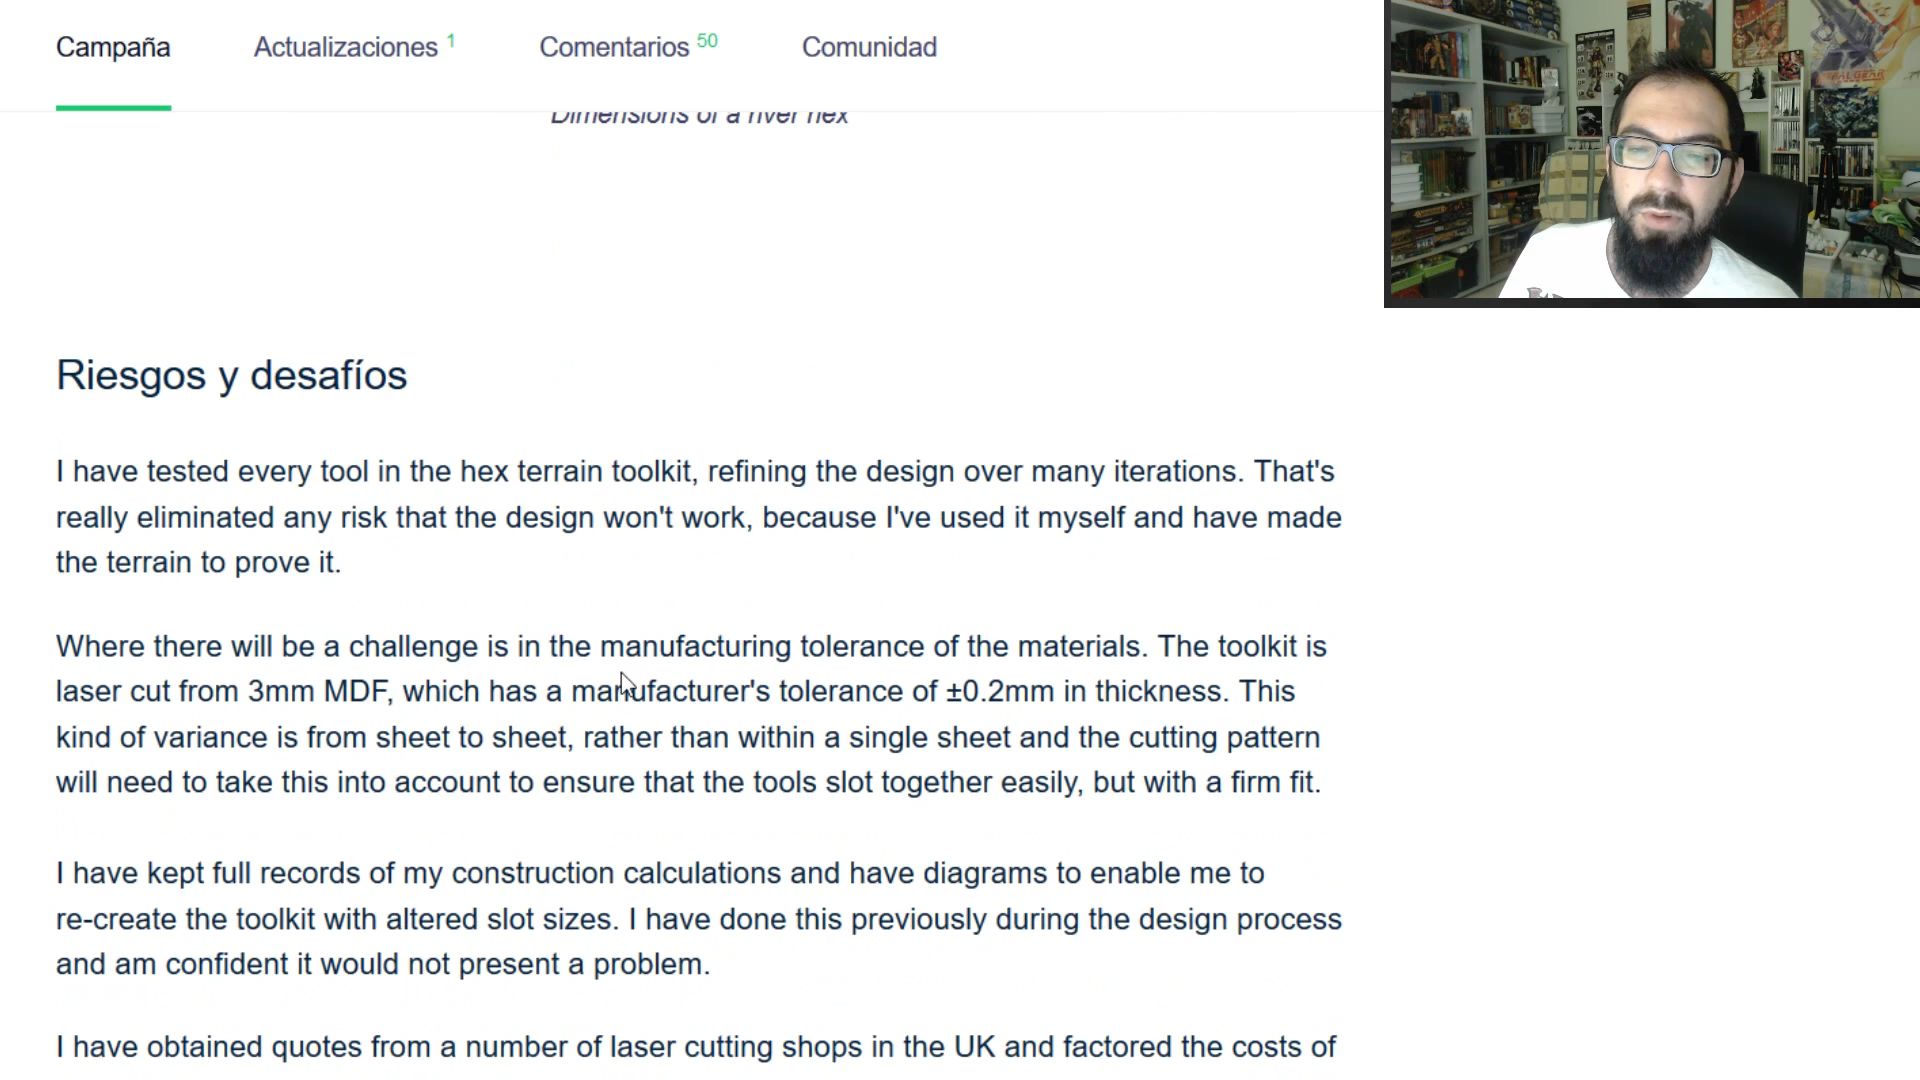 Campaña
Actualizaciones 1
Comentarios 50
Comunidad
Dimensions of a river hex
Riesgos y desafíos
I have tested every tool in the hex terrain toolkit, refining the design over many iterations. That's
really eliminated any risk that the design won't work, because I've used it myself and have made
the terrain to prove it.
Where there will be a challenge is in the manufacturing tolerance of the materials. The toolkit is
laser cut from 3mm MDF, which has a manufacturer's tolerance of ±0.2mm in thickness. This
kind of variance is from sheet to sheet, rather than within a single sheet and the cutting pattern
will need to take this into account to ensure that the tools slot together easily, but with a firm fit.
I have kept full records of my construction calculations and have diagrams to enable me to
re-create the toolkit with altered slot sizes. I have done this previously during the design process
and am confident it would not present a problem.
I have obtained quotes from a number of laser cutting shops in the UK and factored the costs of